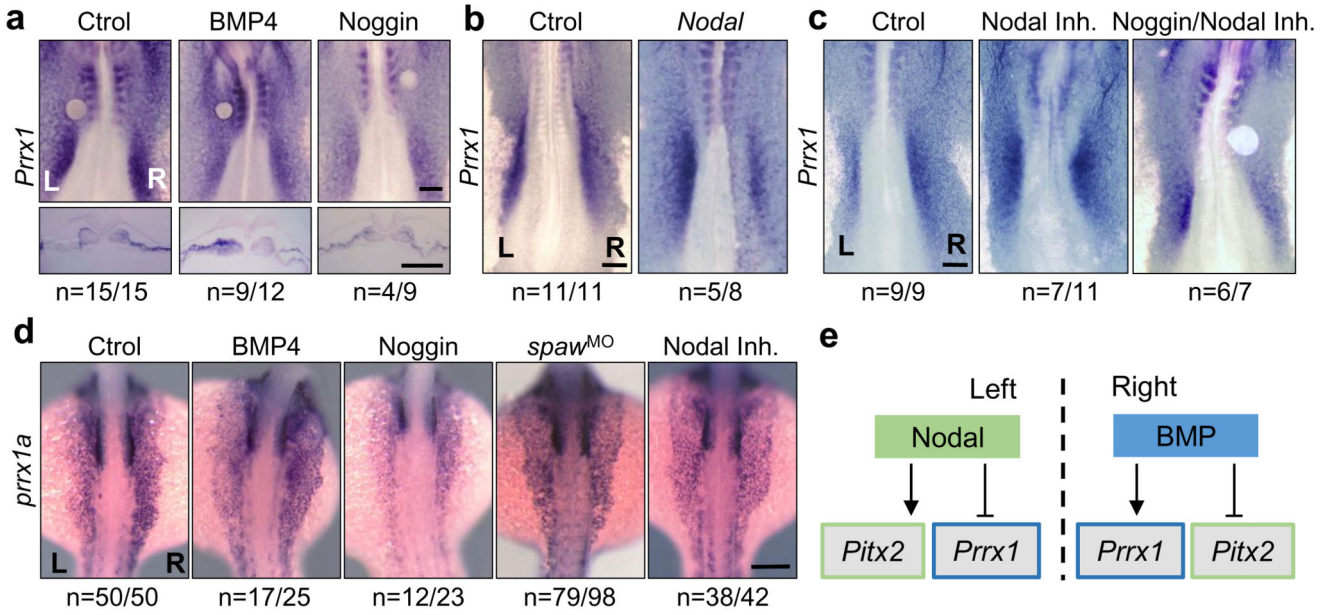 a
Ctrol BMP4 Noggin
Prrx1
L R
n=15/15 n=9/12 n=4/9
b
Ctrol Nodal
Prrx1
L R
n=11/11 n=5/8
c
Ctrol Nodal Inh. Noggin/Nodal Inh.
Prrx1
L R
n=9/9 n=7/11 n=6/7
d
Ctrol BMP4 Noggin spawMO Nodal Inh.
prrx1a
L R
n=50/50 n=17/25 n=12/23 n=79/98 n=38/42
e
Left Right
Nodal BMP
Pitx2 Prrx1 Prrx1 Pitx2